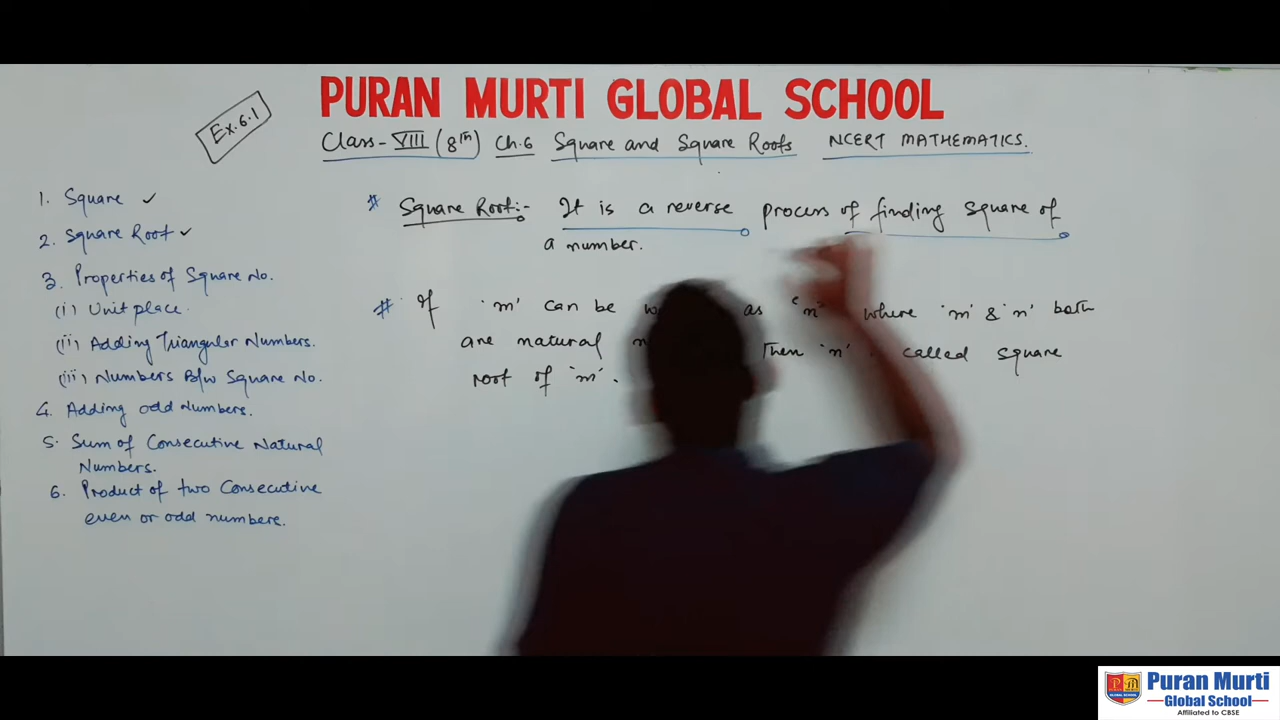 PURAN MURTI GLOBAL SCHOOL
Ex.6.1
Class-VIII (8th) Ch.6 Square and Square Roots NCERT MATHEMATICS.
1. Square ✓
2. Square Root ✓
3. Properties of Square No.
(i) Unit place.
(ii) Adding Triangular Numbers.
(iii) Numbers B/w Square No.
4. Adding odd Numbers.
5. Sum of Consecutive Natural
Numbers.
6. Product of two Consecutive
even or odd numbers.
# Square Root:- It is a reverse process of finding square of
a number.
# If 'm' can be as 'n' where 'm' & 'n' both
are natural Then 'n' called square
root of 'm'.
Puran Murti
Global School
Affiliated to CBSE